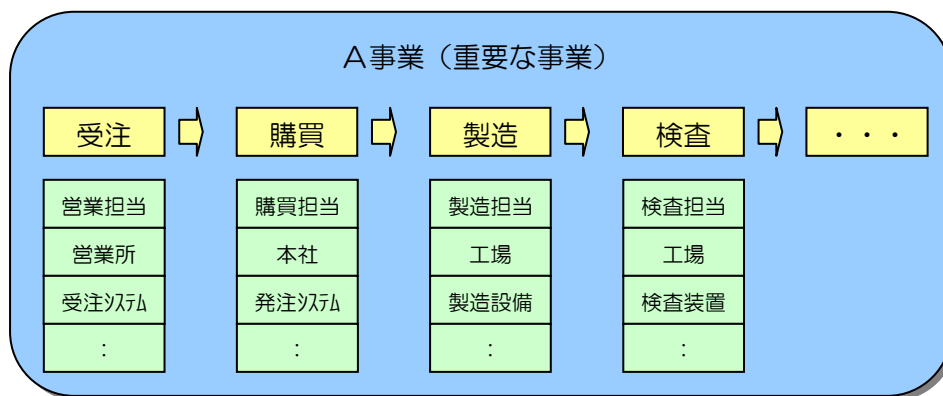 A事業（重要な事業）
受注
購買
製造
検査
・・・
営業担当
営業所
受注ｼｽﾃﾑ
：
購買担当
本社
発注ｼｽﾃﾑ
：
製造担当
工場
製造設備
：
検査担当
工場
検査装置
：